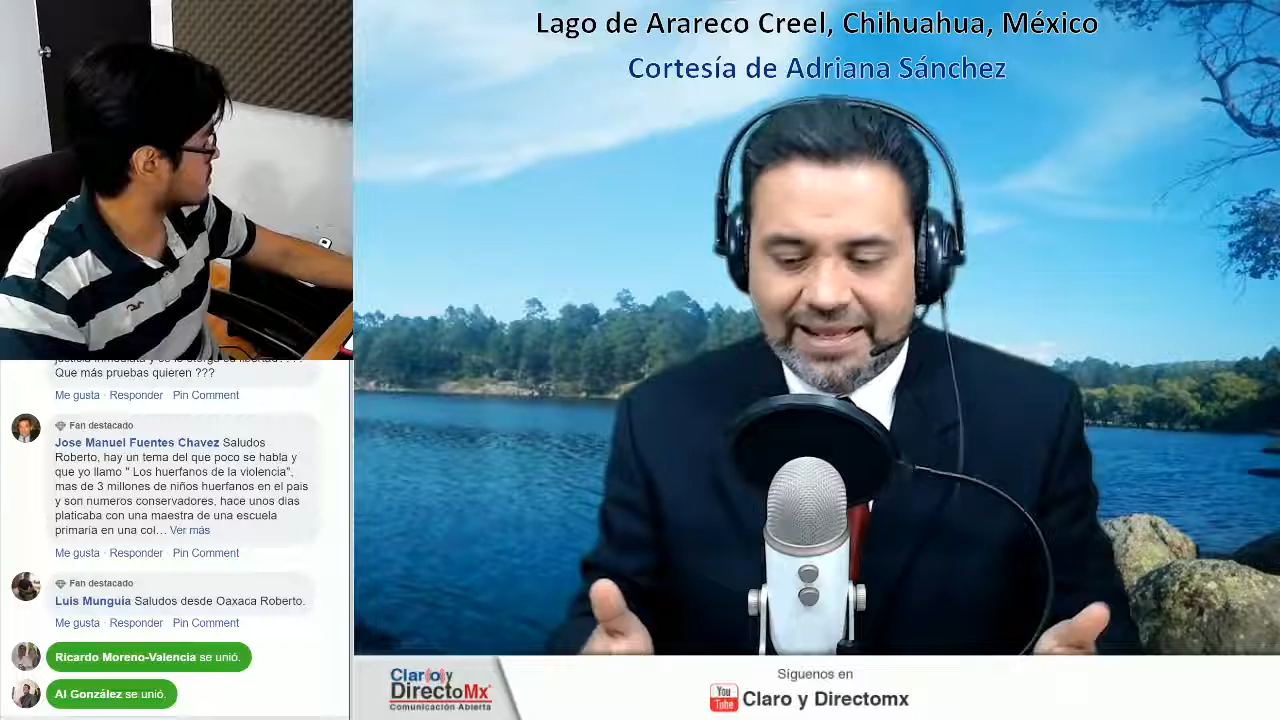 Lago de Arareco Creel, Chihuahua, México
Cortesía de Adriana Sánchez
Que más pruebas quieren ???
Me gusta · Responder · Pin Comment
Fan destacado
Jose Manuel Fuentes Chavez Saludos
Roberto, hay un tema del que poco se habla y
que yo llamo " Los huerfanos de la violencia",
mas de 3 millones de niños huerfanos en el pais
y son numeros conservadores, hace unos dias
platicaba con una maestra de una escuela
primaria en una col... Ver más
Me gusta · Responder · Pin Comment
Fan destacado
Luis Munguia Saludos desde Oaxaca Roberto.
Me gusta · Responder · Pin Comment
Ricardo Moreno-Valencia se unió.
Al González se unió.
Claro y
DirectoMx
Comunicación Abierta
Síguenos en
You Tube Claro y Directomx